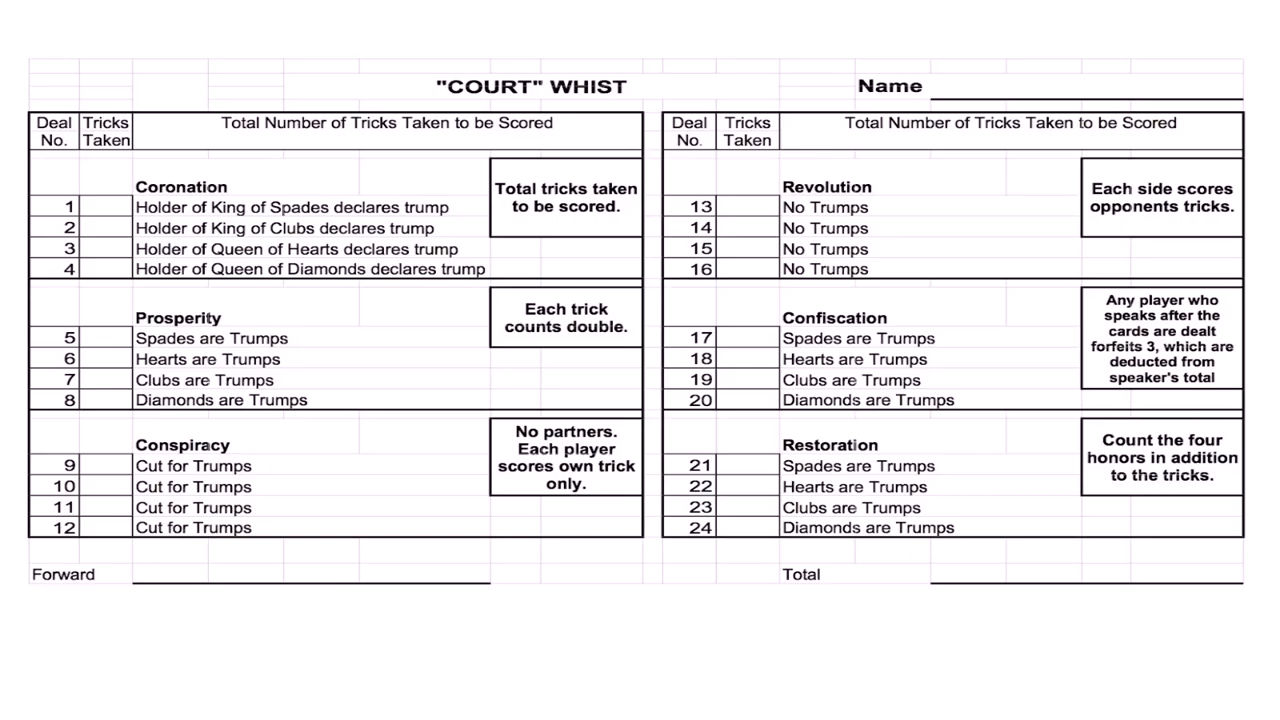 "COURT" WHIST Name
Deal No. Tricks Taken Total Number of Tricks Taken to be Scored
Coronation
Total tricks taken
to be scored.
1 Holder of King of Spades declares trump
2 Holder of King of Clubs declares trump
3 Holder of Queen of Hearts declares trump
4 Holder of Queen of Diamonds declares trump
Prosperity
Each trick
counts double.
5 Spades are Trumps
6 Hearts are Trumps
7 Clubs are Trumps
8 Diamonds are Trumps
Conspiracy
No partners.
Each player
scores own trick
only.
9 Cut for Trumps
10 Cut for Trumps
11 Cut for Trumps
12 Cut for Trumps
Forward
Deal No. Tricks Taken Total Number of Tricks Taken to be Scored
Revolution
Each side scores
opponents tricks.
13 No Trumps
14 No Trumps
15 No Trumps
16 No Trumps
Confiscation
Any player who
speaks after the
cards are dealt
forfeits 3, which are
deducted from
speaker's total
17 Spades are Trumps
18 Hearts are Trumps
19 Clubs are Trumps
20 Diamonds are Trumps
Restoration
Count the four
honors in addition
to the tricks.
21 Spades are Trumps
22 Hearts are Trumps
23 Clubs are Trumps
24 Diamonds are Trumps
Total